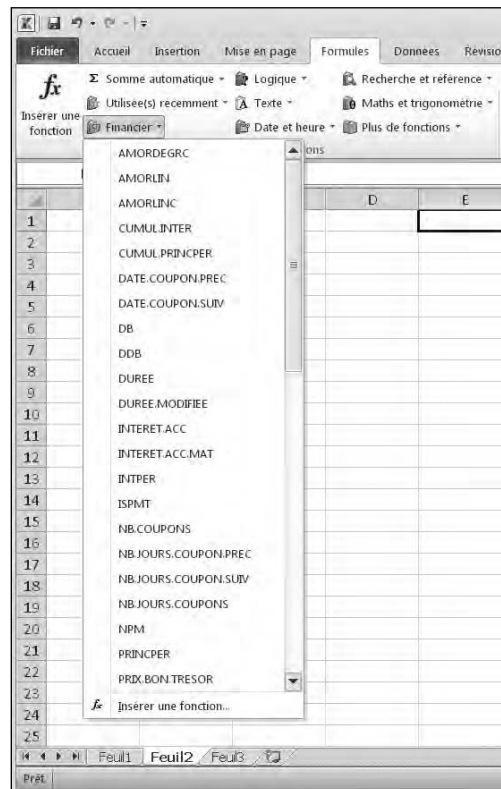 Fichier Accueil Insertion Mise en page Formules Données Révisio
Σ Somme automatique Logique Recherche et référence
Utilisée(s) récemment Texte Maths et trigonométrie
Insérer une fonction Financier Date et heure Plus de fonctions
ons
AMORDEGRC
AMORLIN
AMORLINC
CUMUL.INTER
CUMUL.PRINCPER
DATE.COUPON.PREC
DATE.COUPON.SUIV
DB
DDB
DUREE
DUREE.MODIFIEE
INTERET.ACC
INTERET.ACC.MAT
INTPER
ISPMT
NB.COUPONS
NB.JOURS.COUPON.PREC
NB.JOURS.COUPON.SUIV
NB.JOURS.COUPONS
NPM
PRINCPER
PRIX.BON.TRESOR
fx Insérer une fonction...
D E
1
2
3
4
5
6
7
8
9
10
11
12
13
14
15
16
17
18
19
20
21
22
23
24
25
Feuil1 Feuil2 Feuil3
Prêt